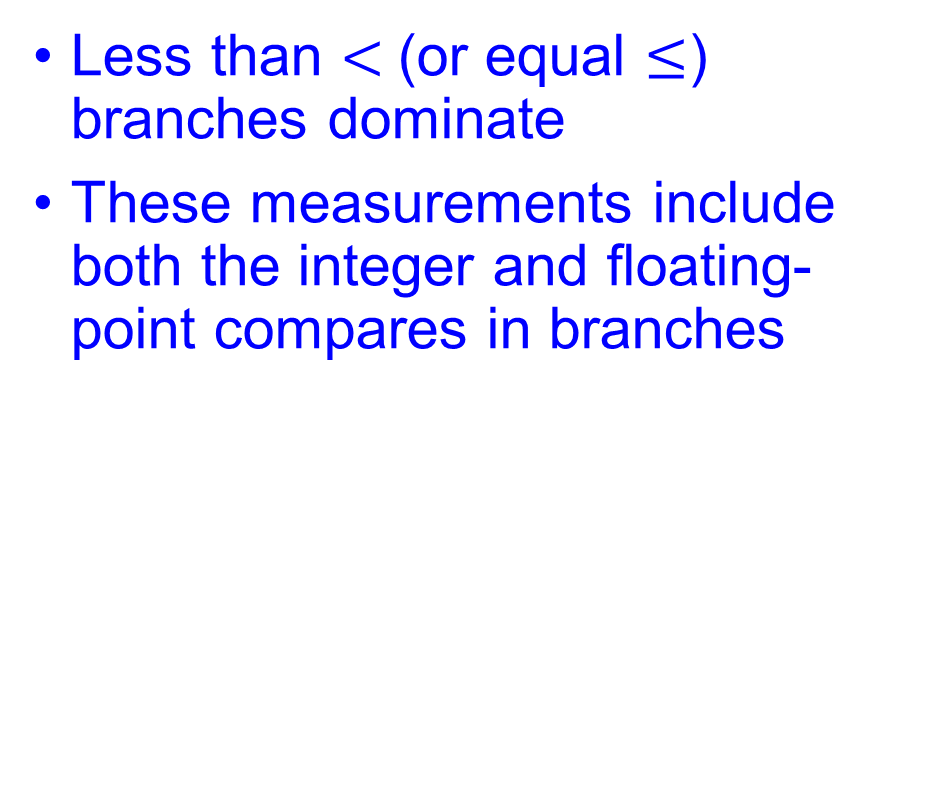 • Less than < (or equal ≤)
branches dominate
• These measurements include
both the integer and floating-
point compares in branches